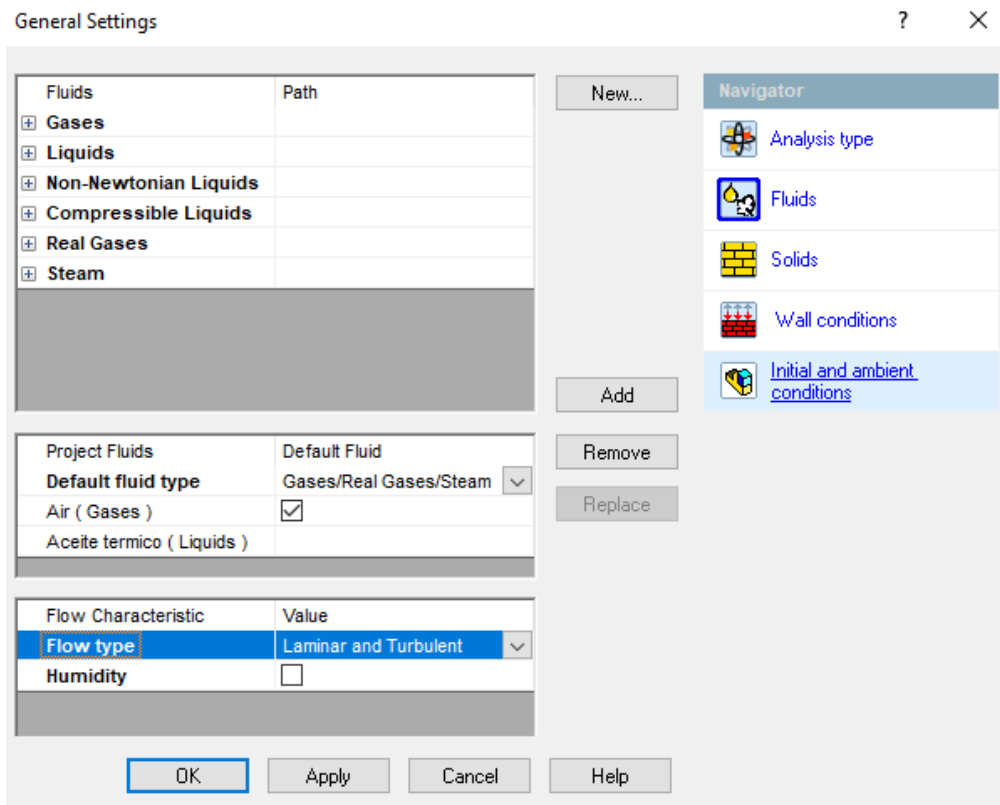 General Settings
?
Fluids Path
Gases
Liquids
Non-Newtonian Liquids
Compressible Liquids
Real Gases
Steam
New...
Add
Project Fluids Default Fluid
Default fluid type Gases/Real Gases/Steam
Air ( Gases )
Aceite termico ( Liquids )
Remove
Replace
Flow Characteristic Value
Flow type Laminar and Turbulent
Humidity
OK Apply Cancel Help
Navigator
Analysis type
Fluids
Solids
Wall conditions
Initial and ambient
conditions